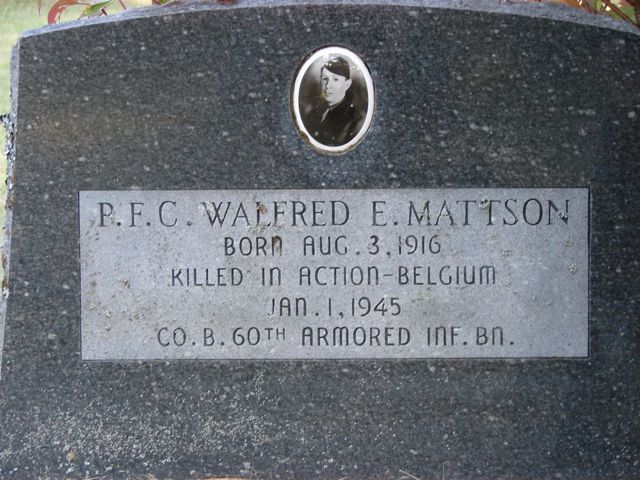 P.F.C. WALFRED E. MATTSON
BORN AUG. 3, 1916
KILLED IN ACTION-BELGIUM
JAN. 1, 1945
CO. B. 60TH ARMORED INF. BN.